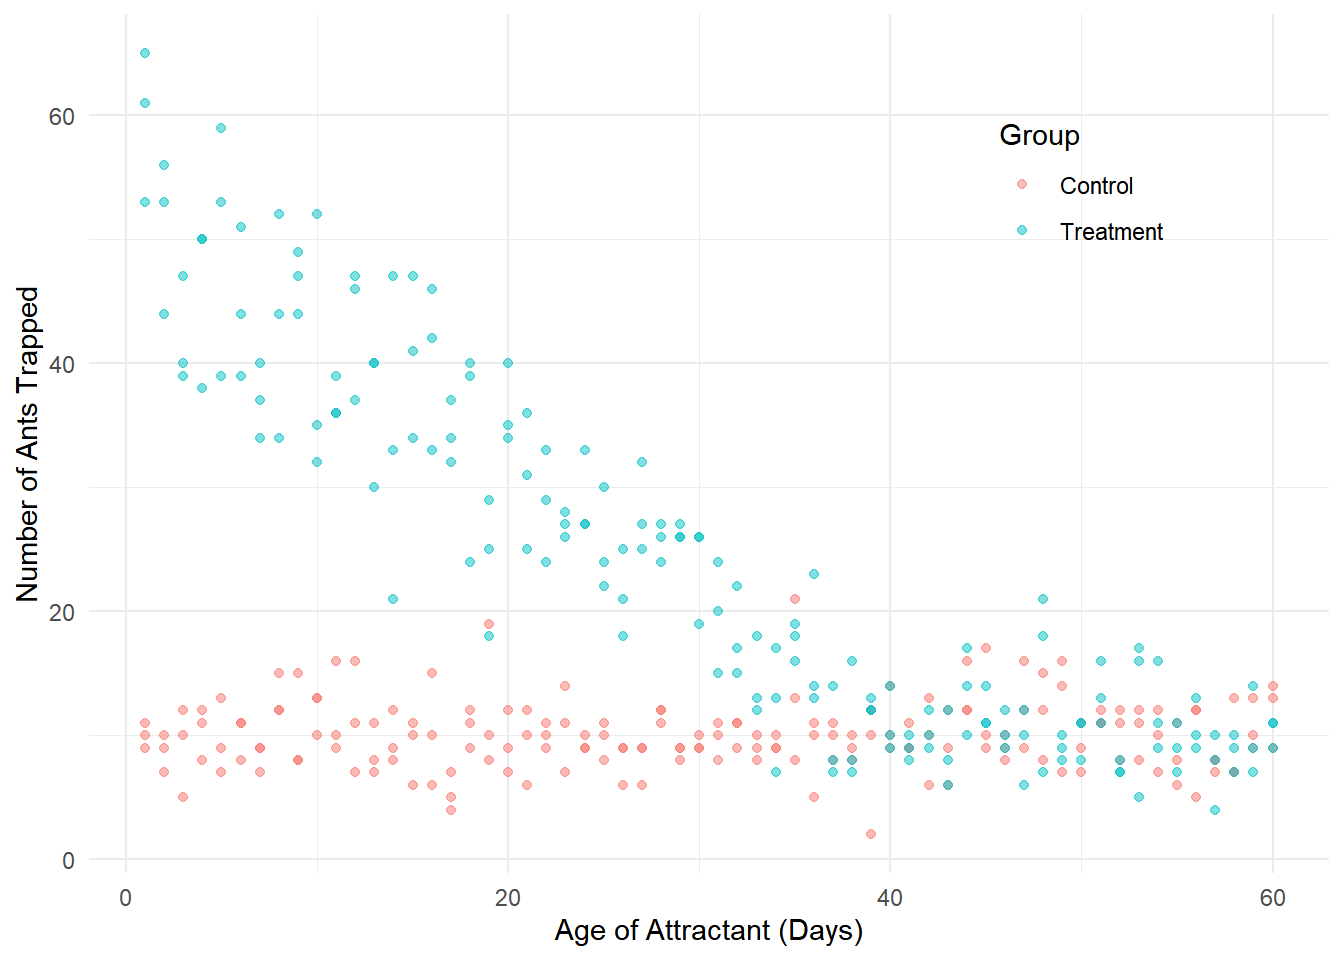 60
40
20
0
Number of Ants Trapped
Group
Control
Treatment
0 20 40 60
Age of Attractant (Days)